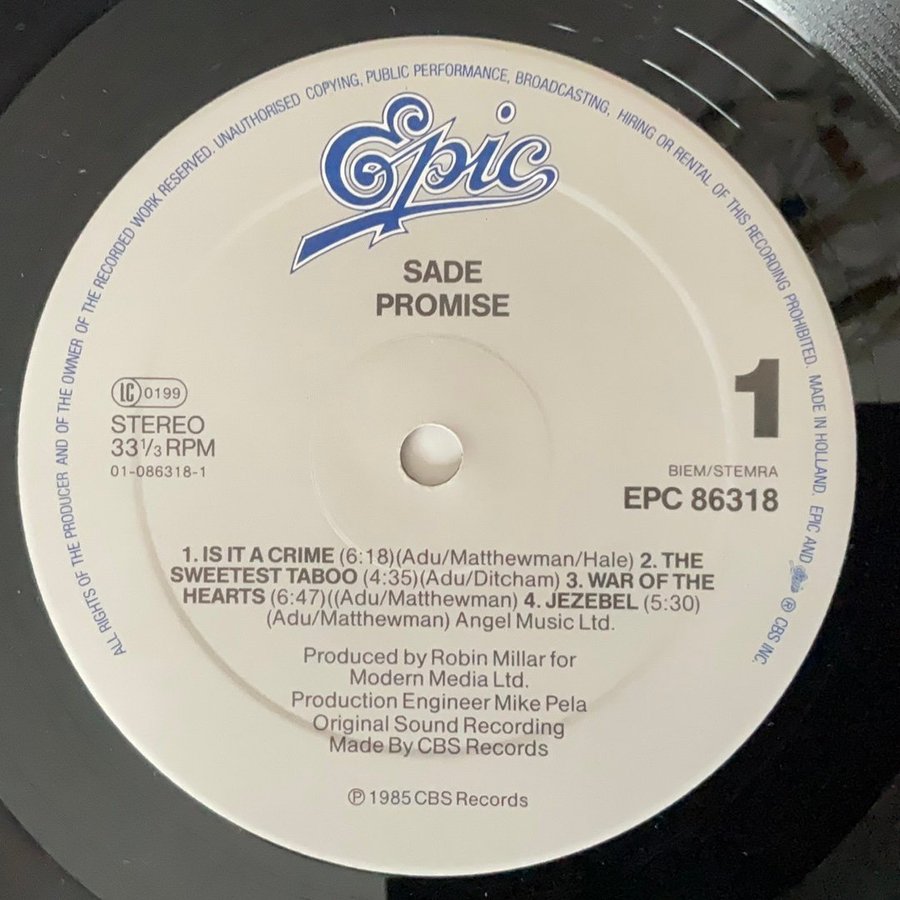 ALL RIGHTS OF THE PRODUCER AND OF THE OWNER OF THE RECORDED WORK RESERVED. UNAUTHORISED COPYING, PUBLIC PERFORMANCE, BROADCASTING, HIRING OR RENTAL OF THIS RECORDING PROHIBITED. MADE IN HOLLAND. EPIC AND Epic ® CBS INC.
Epic
SADE
PROMISE
LC 0199
STEREO
33⅓ RPM
01-086318-1
1
BIEM/STEMRA
EPC 86318
1. IS IT A CRIME (6:18)(Adu/Matthewman/Hale) 2. THE
SWEETEST TABOO (4:35)(Adu/Ditcham) 3. WAR OF THE
HEARTS (6:47)((Adu/Matthewman) 4. JEZEBEL (5:30)
(Adu/Matthewman) Angel Music Ltd.
Produced by Robin Millar for
Modern Media Ltd.
Production Engineer Mike Pela
Original Sound Recording
Made By CBS Records
℗ 1985 CBS Records